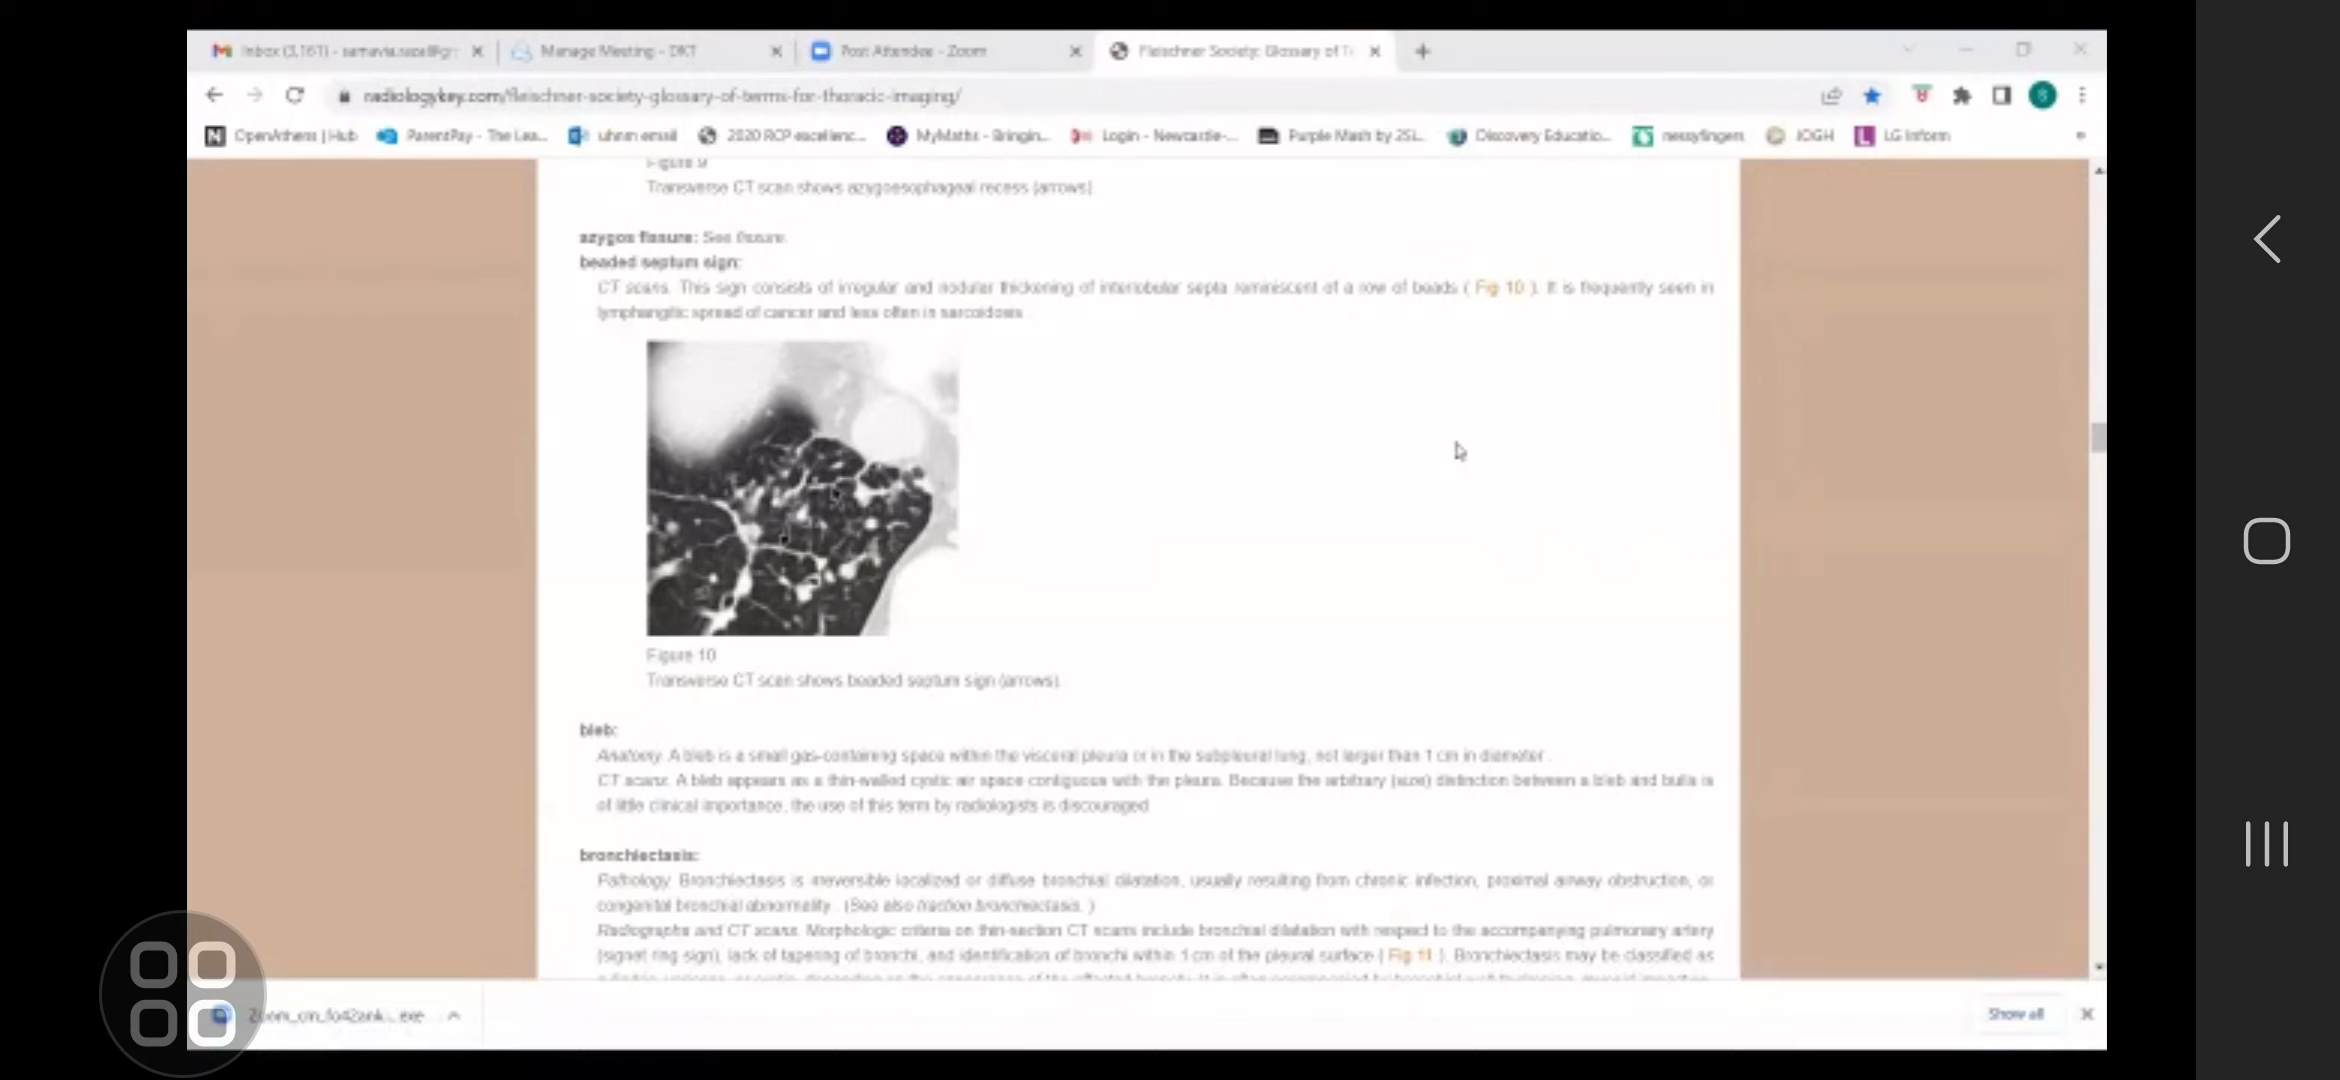 Manage Meeting - DKT
Post Attendee - Zoom
Fleischner Society: Glossary of T
radiologykey.com/fleischner-society-glossary-of-terms-for-thoracic-imaging/
OpenAthens | Hub
ParentPay - The Lea...
uhnm email
2020 RCP excellenc...
MyMaths - Bringin...
Login - Newcastle-...
Purple Mash by 2Si...
Discovery Educatio...
nessyfingers
JOGH
LG Inform
Figure 9
Transverse CT scan shows azygoesophageal recess (arrows)
azygos fissure: See fissure.
beaded septum sign:
CT scans. This sign consists of irregular and nodular thickening of interlobular septa reminiscent of a row of beads ( Fig 10 ). It is frequently seen in
lymphangitic spread of cancer and less often in sarcoidosis
Figure 10
Transverse CT scan shows beaded septum sign (arrows).
bleb:
Anatomy. A bleb is a small gas-containing space within the visceral pleura or in the subpleural lung, not larger than 1 cm in diameter .
CT scans. A bleb appears as a thin-walled cystic air space contiguous with the pleura. Because the arbitrary (size) distinction between a bleb and bulla is
of little clinical importance, the use of this term by radiologists is discouraged
bronchiectasis:
Pathology. Bronchiectasis is irreversible localized or diffuse bronchial dilatation, usually resulting from chronic infection, proximal airway obstruction, or
congenital bronchial abnormality . (See also traction bronchiectasis. )
Radiographs and CT scans. Morphologic criteria on thin-section CT scans include bronchial dilatation with respect to the accompanying pulmonary artery
(signet ring sign), lack of tapering of bronchi, and identification of bronchi within 1 cm of the pleural surface ( Fig 11 ). Bronchiectasis may be classified as
Show all